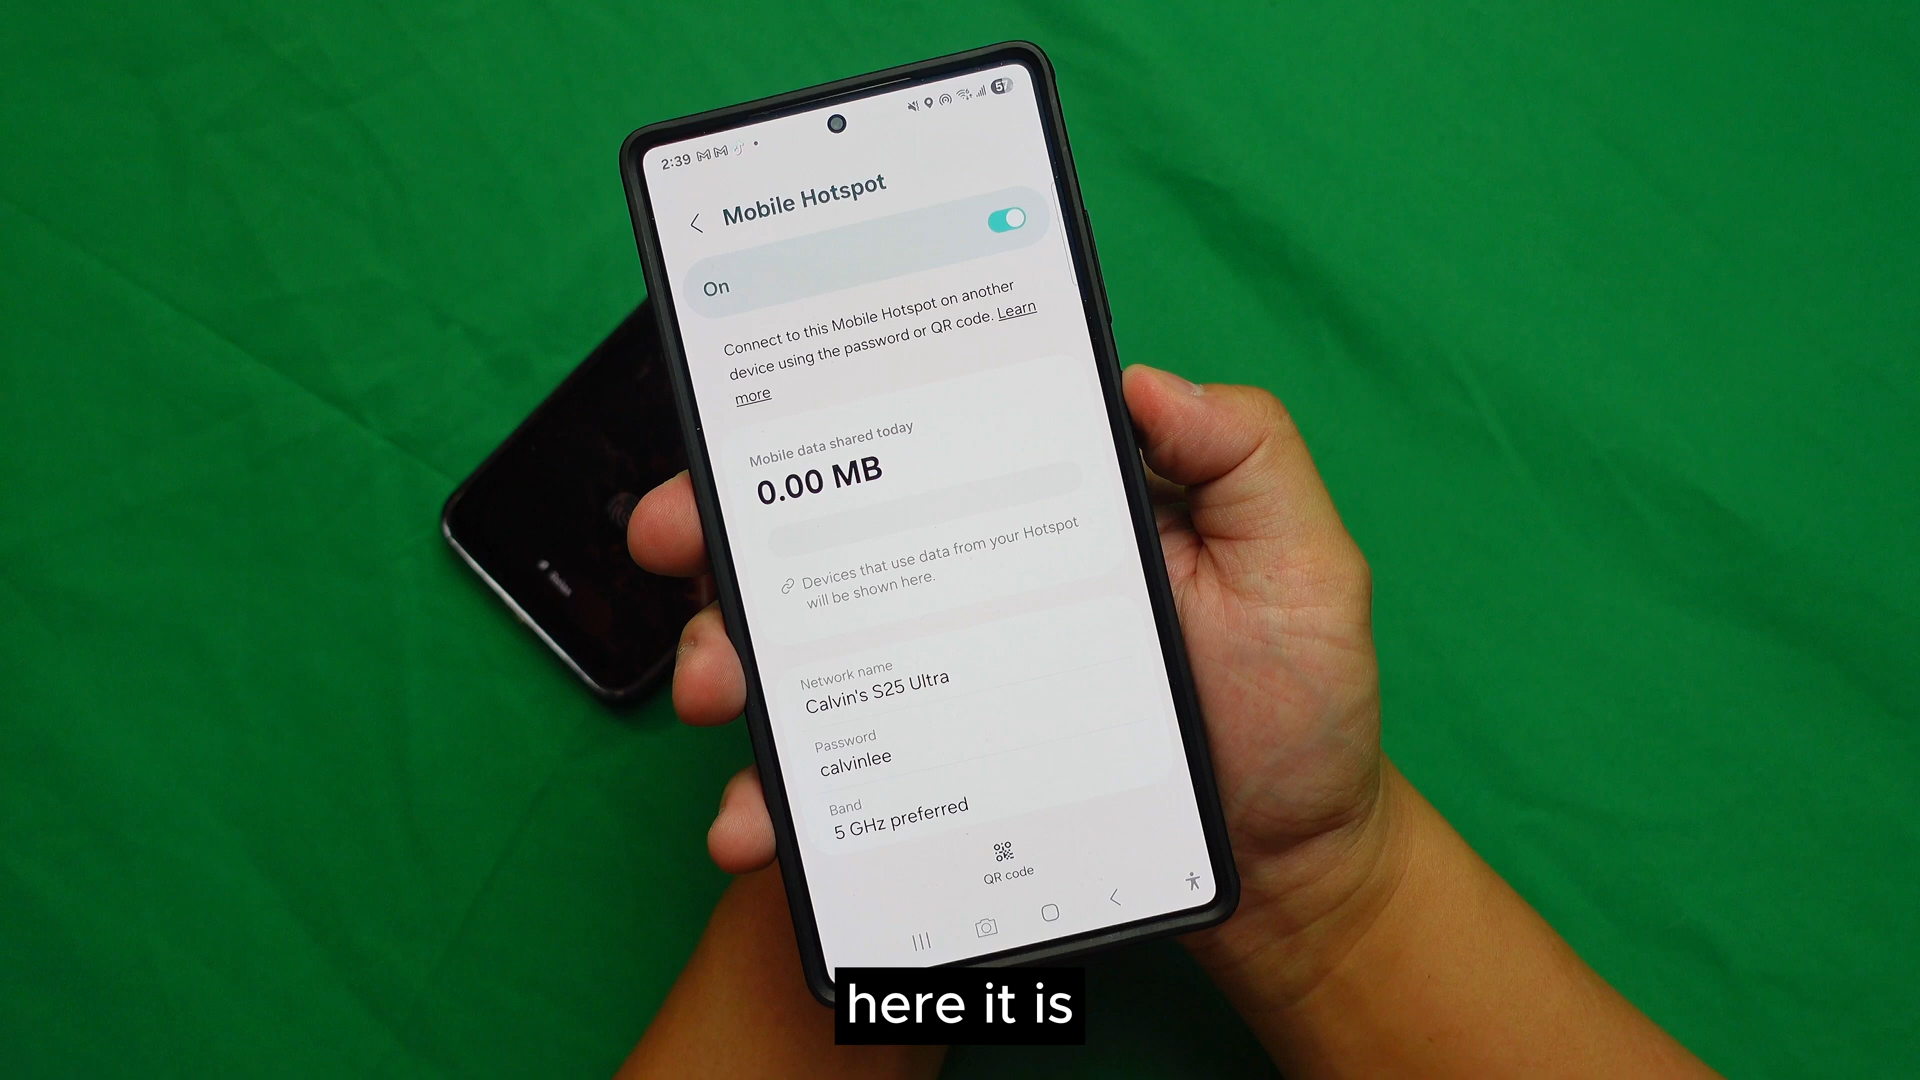 2:39
57
Mobile Hotspot
On
Connect to this Mobile Hotspot on another
device using the password or QR code. Learn
more
Mobile data shared today
0.00 MB
Devices that use data from your Hotspot
will be shown here.
Network name
Calvin's S25 Ultra
Password
calvinlee
Band
5 GHz preferred
QR code
here it is